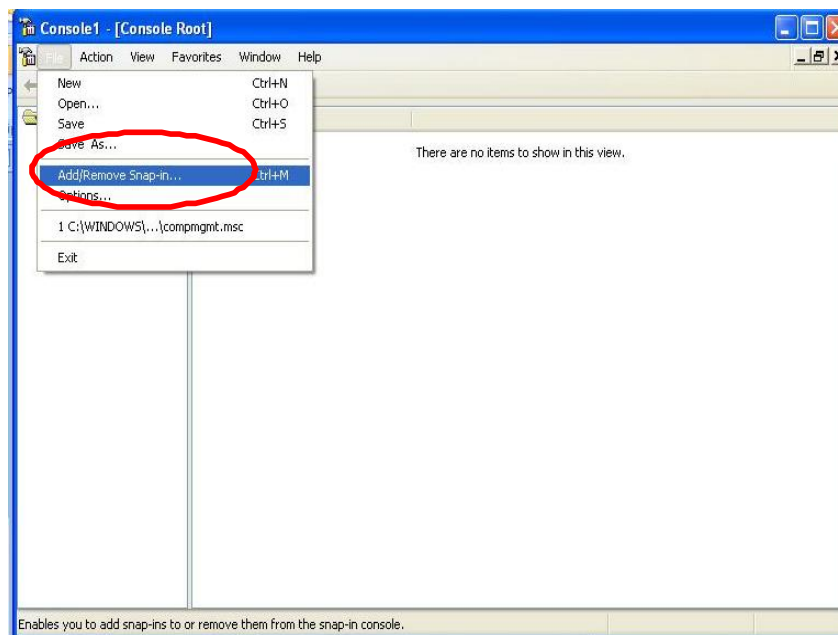 Console1 - [Console Root]
File Action View Favorites Window Help
New Ctrl+N
Open... Ctrl+O
Save Ctrl+S
Save As...
There are no items to show in this view.
Add/Remove Snap-in... Ctrl+M
Options...
1 C:\WINDOWS\...\compmgmt.msc
Exit
Enables you to add snap-ins to or remove them from the snap-in console.